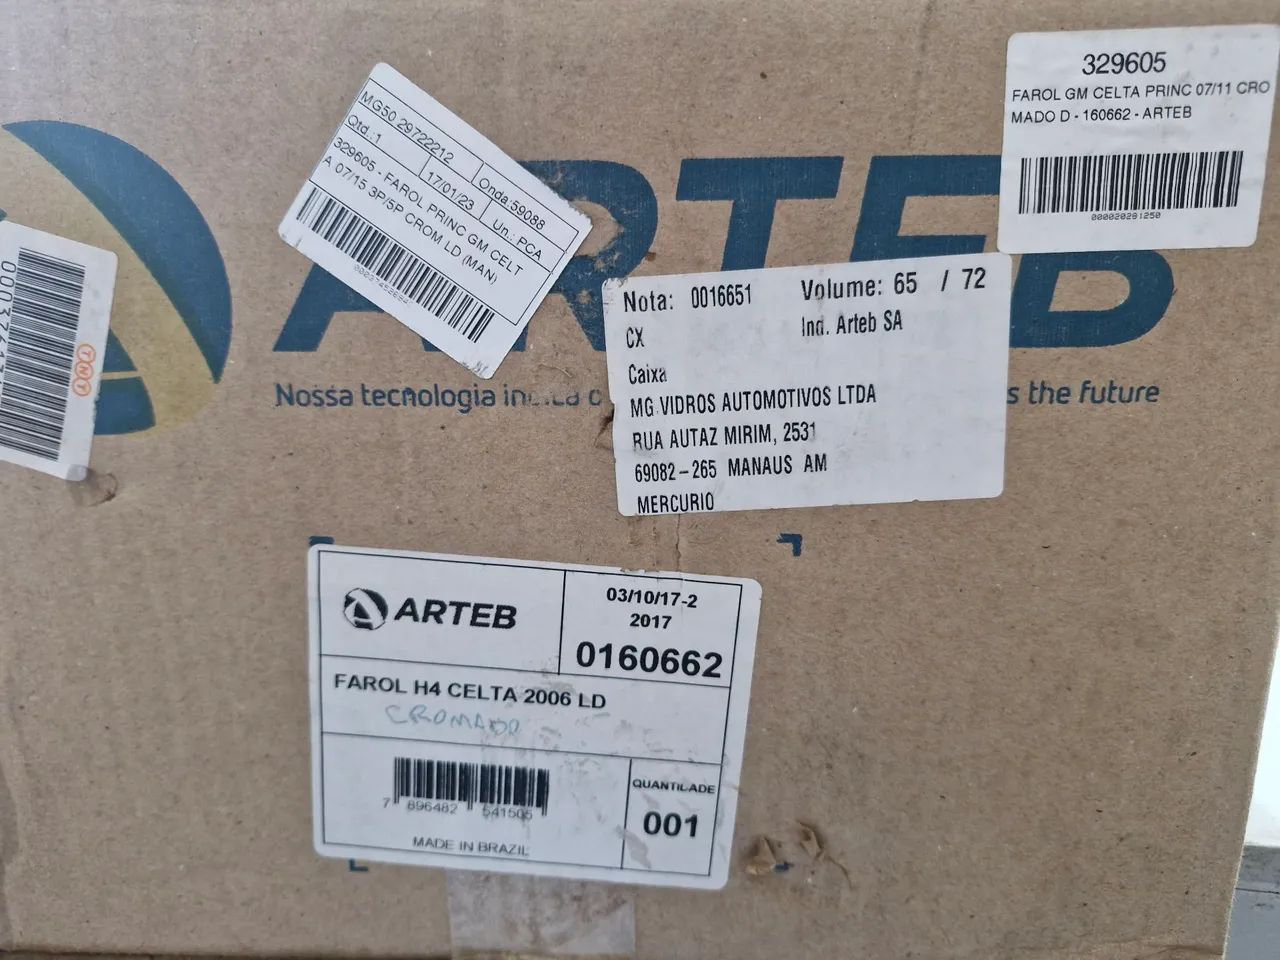 329605
FAROL GM CELTA PRINC 07/11 CRO
MADO D - 160662 - ARTEB
000020281250
MG50 29722212
Onda:59088
Qtd.:1
17/01/23
Un.: PCA
329605 - FAROL PRINC GM CELT
A 07/15 3P/5P CROM LD (MAN)
ARTEB
Nossa tecnologia
s the future
TNT
Nota: 0016651
Volume: 65 / 72
CX
Ind. Arteb SA
Caixa
MG VIDROS AUTOMOTIVOS LTDA
RUA AUTAZ MIRIM, 2531
69082-265 MANAUS AM
MERCURIO
ARTEB
03/10/17-2
2017
0160662
FAROL H4 CELTA 2006 LD
CROMADO
7 896482 541505
QUANTIDADE
001
MADE IN BRAZIL